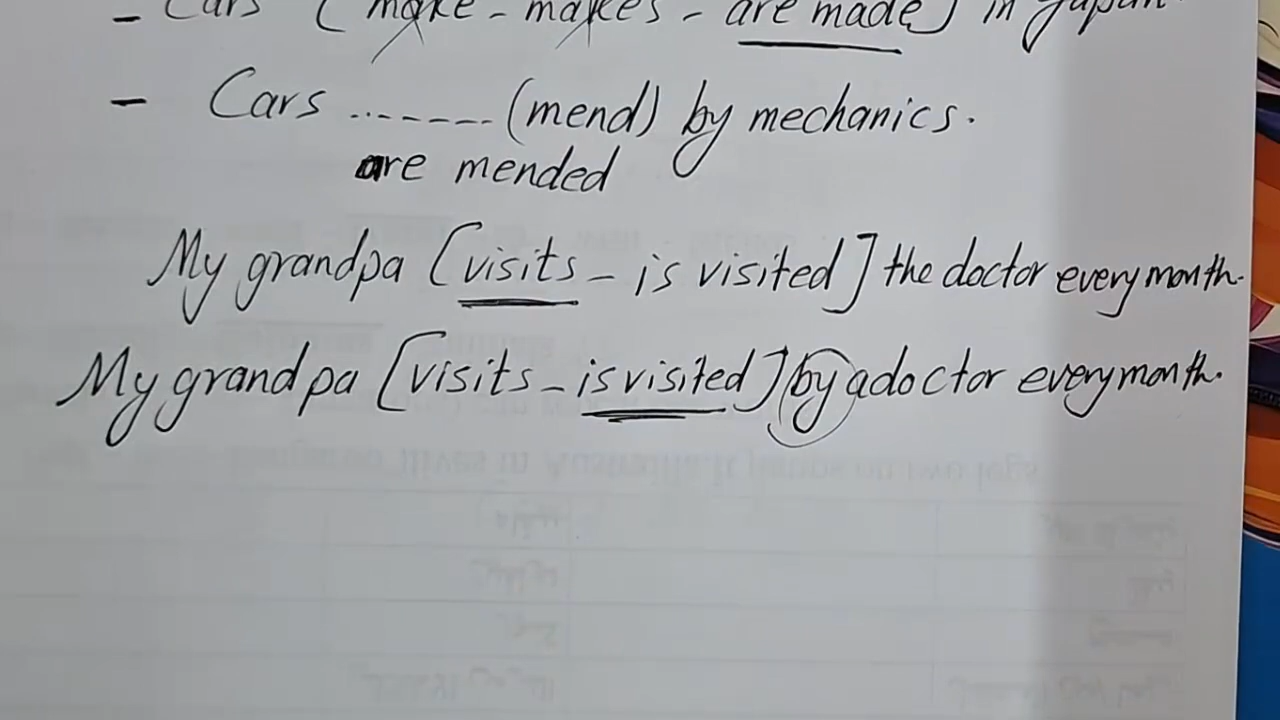 - Cars [make - makes - are made] in Japan.
- Cars ....--- (mend) by mechanics.
are mended
My grandpa [visits - is visited] the doctor every month.
My grandpa [visits - is visited] by a doctor every month.